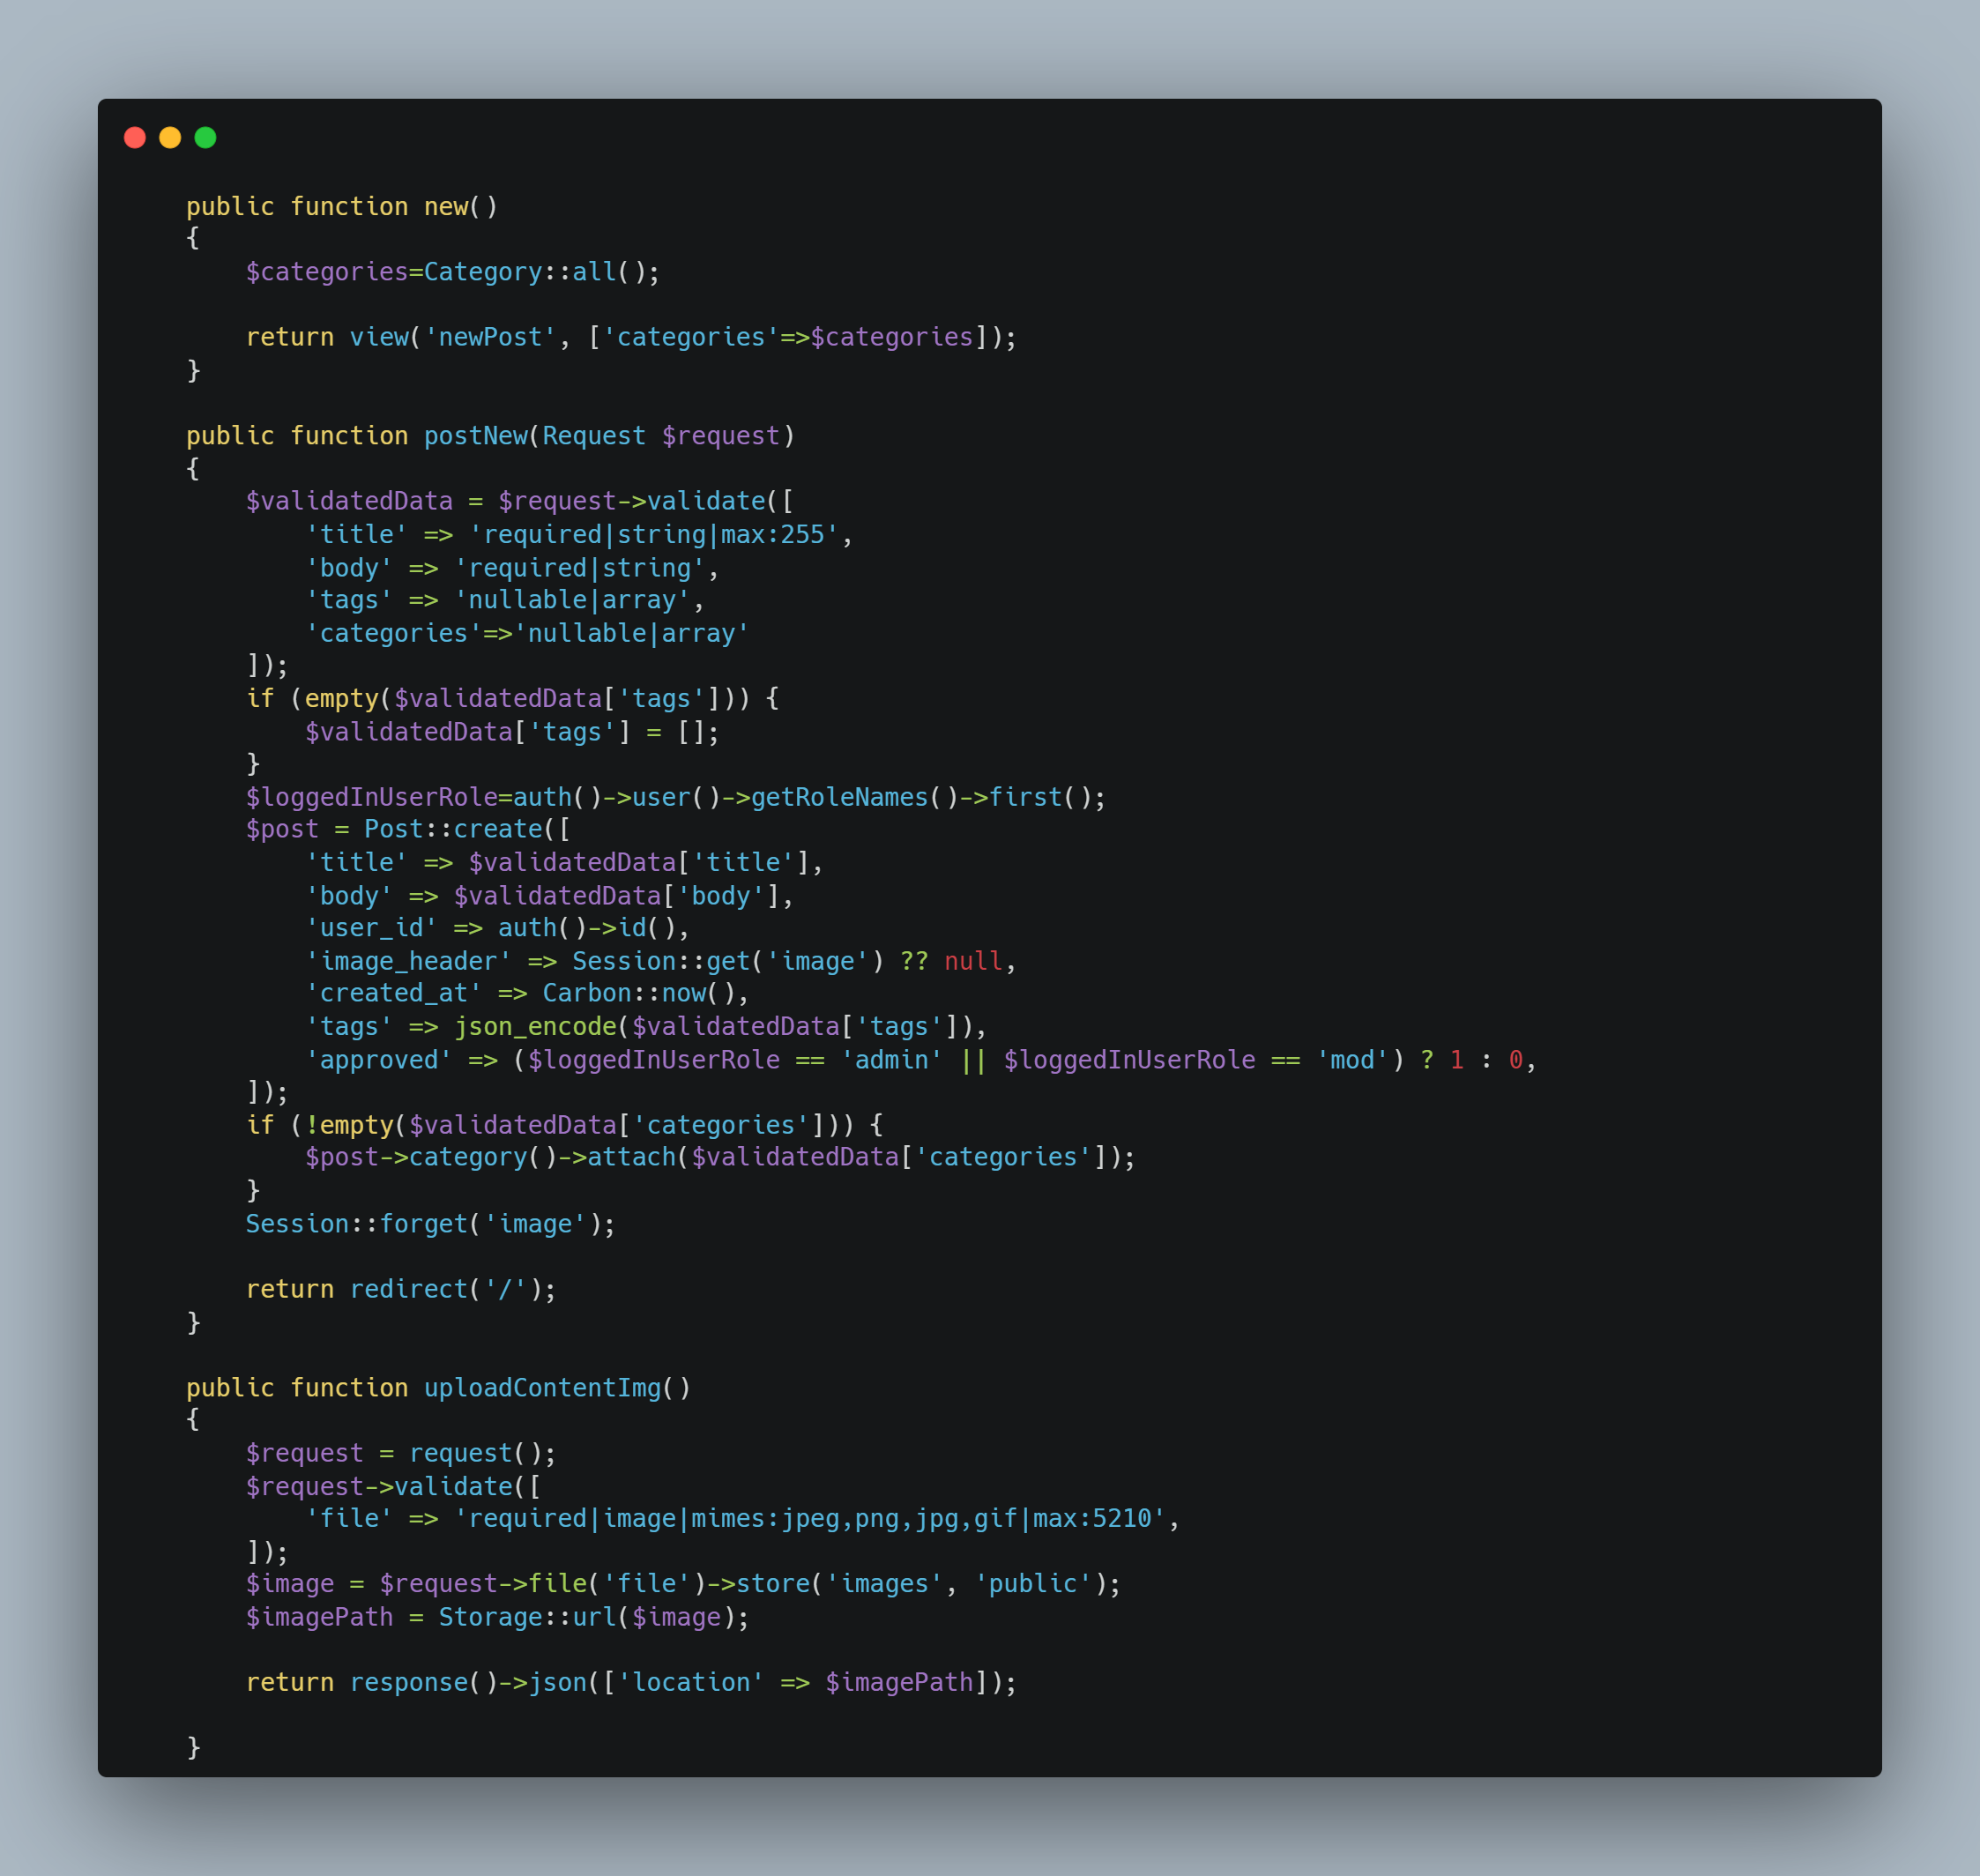 public function new()
{
    $categories=Category::all();

    return view('newPost', ['categories'=>$categories]);
}

public function postNew(Request $request)
{
    $validatedData = $request->validate([
        'title' => 'required|string|max:255',
        'body' => 'required|string',
        'tags' => 'nullable|array',
        'categories'=>'nullable|array'
    ]);
    if (empty($validatedData['tags'])) {
        $validatedData['tags'] = [];
    }
    $loggedInUserRole=auth()->user()->getRoleNames()->first();
    $post = Post::create([
        'title' => $validatedData['title'],
        'body' => $validatedData['body'],
        'user_id' => auth()->id(),
        'image_header' => Session::get('image') ?? null,
        'created_at' => Carbon::now(),
        'tags' => json_encode($validatedData['tags']),
        'approved' => ($loggedInUserRole == 'admin' || $loggedInUserRole == 'mod') ? 1 : 0,
    ]);
    if (!empty($validatedData['categories'])) {
        $post->category()->attach($validatedData['categories']);
    }
    Session::forget('image');

    return redirect('/');
}

public function uploadContentImg()
{
    $request = request();
    $request->validate([
        'file' => 'required|image|mimes:jpeg,png,jpg,gif|max:5210',
    ]);
    $image = $request->file('file')->store('images', 'public');
    $imagePath = Storage::url($image);

    return response()->json(['location' => $imagePath]);

}